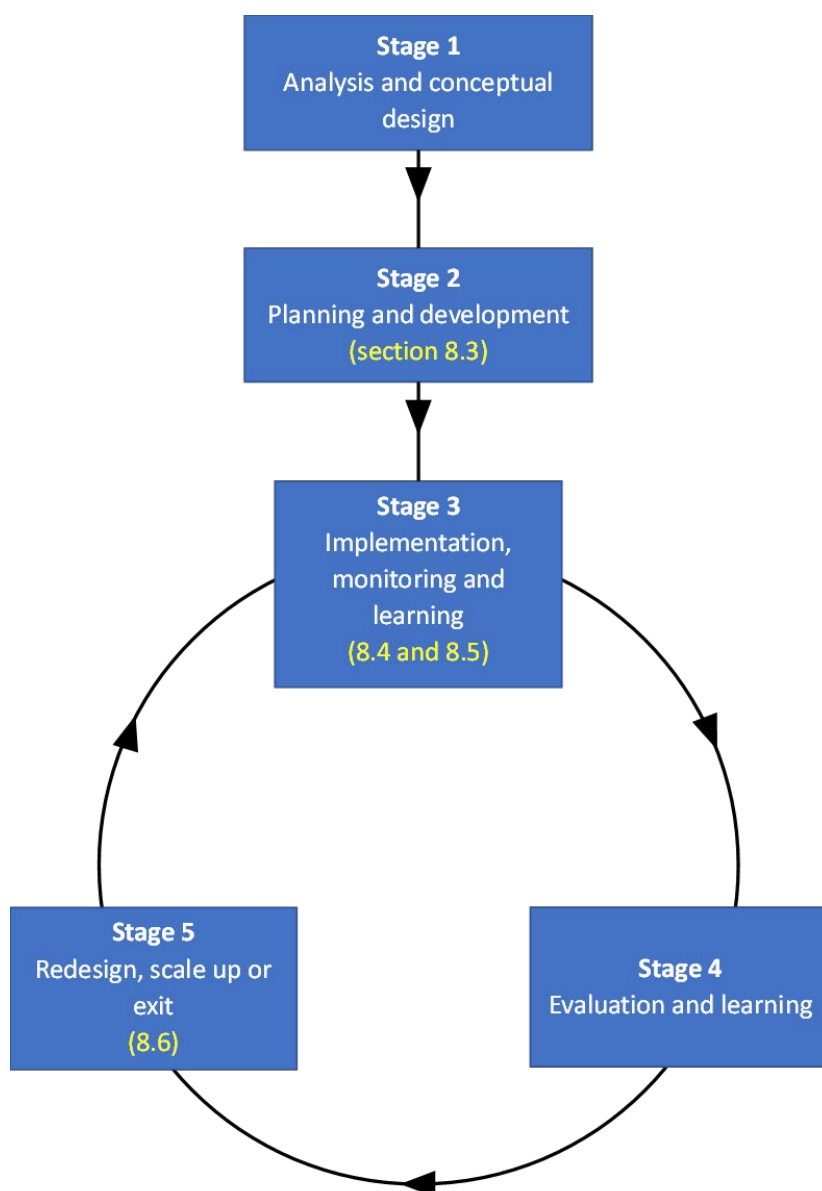 Stage 1
Analysis and conceptual
design
Stage 2
Planning and development
(section 8.3)
Stage 3
Implementation,
monitoring and
learning
(8.4 and 8.5)
Stage 4
Evaluation and learning
Stage 5
Redesign, scale up or
exit
(8.6)